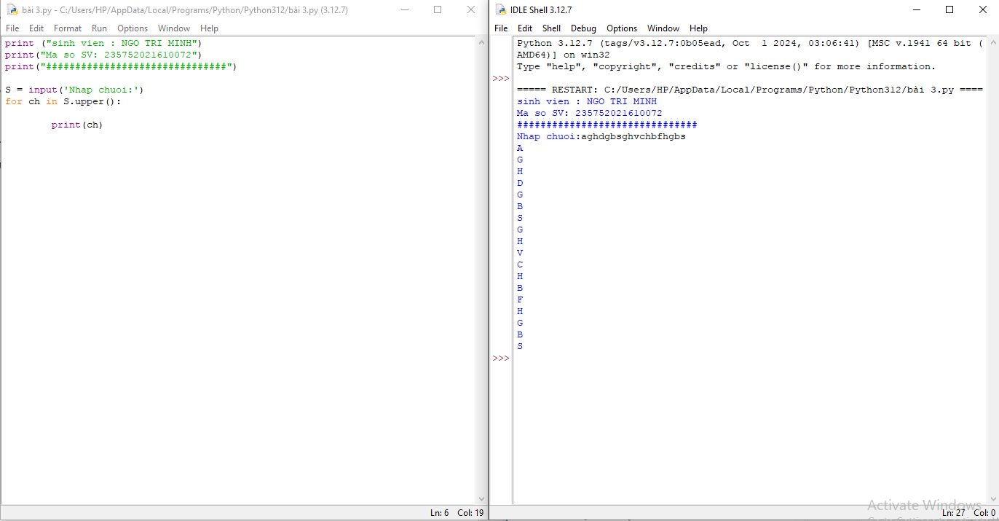 bài 3.py - C:/Users/HP/AppData/Local/Programs/Python/Python312/bài 3.py (3.12.7)
File Edit Format Run Options Window Help
print ("sinh vien : NGO TRI MINH")
print("Ma so SV: 235752021610072")
print("###############################")
S = input('Nhap chuoi:')
for ch in S.upper():
print(ch)
Ln: 6 Col: 19
IDLE Shell 3.12.7
File Edit Shell Debug Options Window Help
Python 3.12.7 (tags/v3.12.7:0b05ead, Oct  1 2024, 03:06:41) [MSC v.1941 64 bit (
AMD64)] on win32
Type "help", "copyright", "credits" or "license()" for more information.
>>>
===== RESTART: C:/Users/HP/AppData/Local/Programs/Python/Python312/bài 3.py ====
sinh vien : NGO TRI MINH
Ma so SV: 235752021610072
###############################
Nhap chuoi:aghdgbsghvchbfhgbs
A
G
H
D
G
B
S
G
H
V
C
H
B
F
H
G
B
S
>>>
Activate Windows
Ln: 27 Col: 0